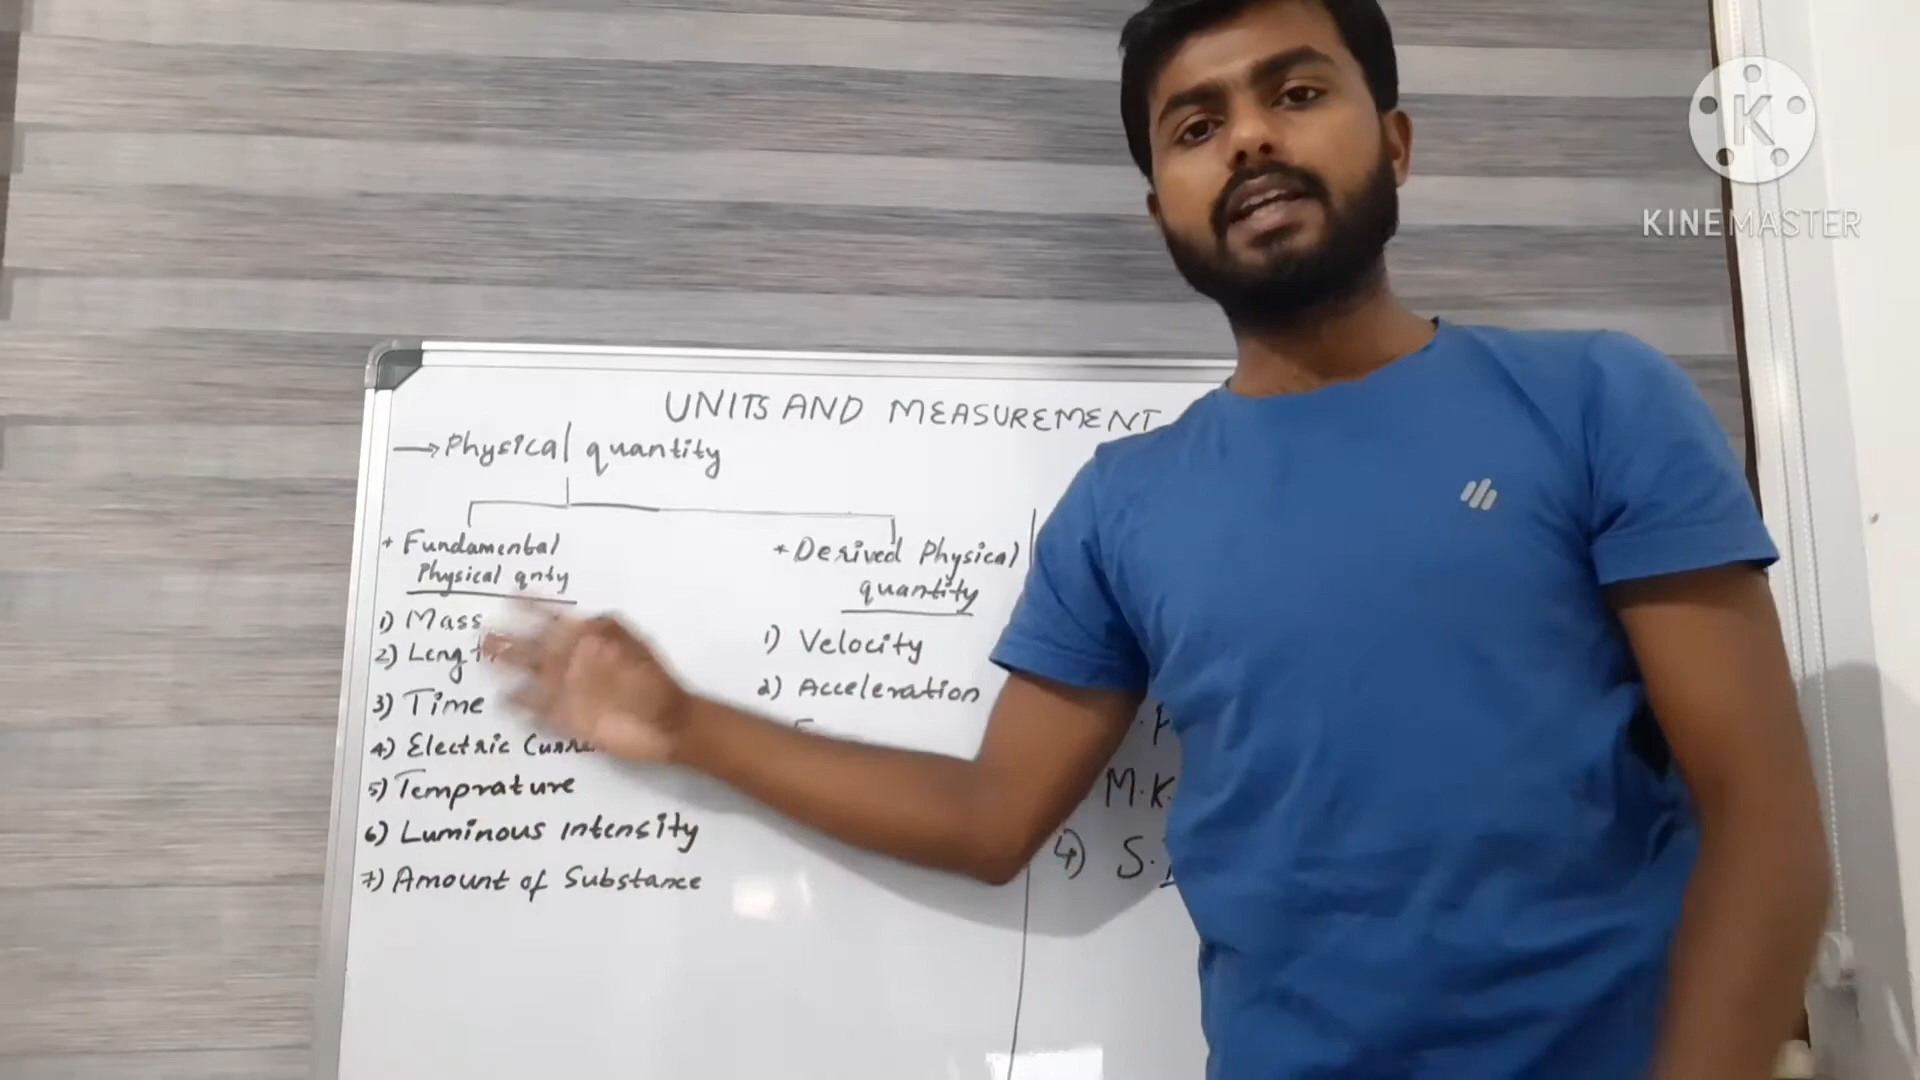 UNITS AND MEASUREMENT
→ Physical quantity
* Fundamental
Physical qnty
1) Mass
2) Length
3) Time
4) Electric
5) Temprature
6) Luminous intensity
7) Amount of Substance
* Derived Physical
quantity
1) Velocity
2) Acceleration
M.K.
4) S.
KINEMASTER